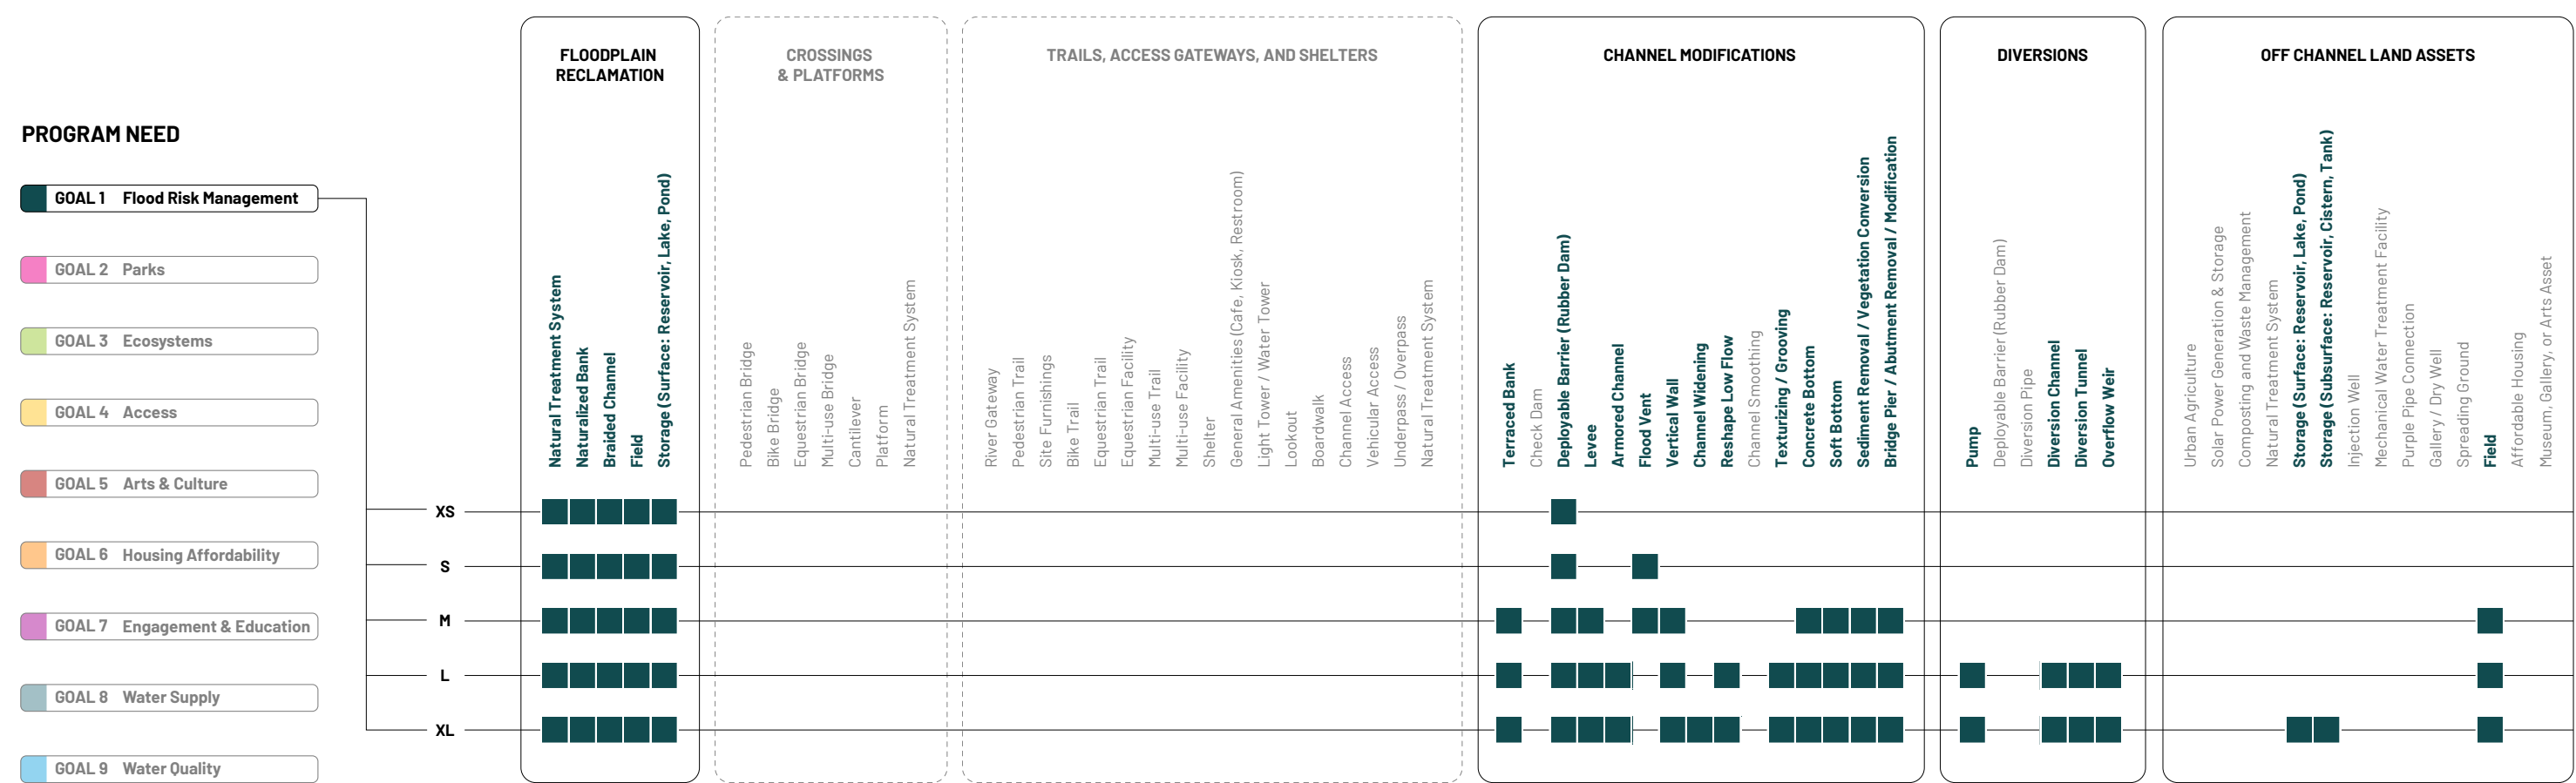 FLOODPLAIN
RECLAMATION
CROSSINGS
& PLATFORMS
TRAILS, ACCESS GATEWAYS, AND SHELTERS
CHANNEL MODIFICATIONS
DIVERSIONS
OFF CHANNEL LAND ASSETS
PROGRAM NEED
GOAL 1 Flood Risk Management
GOAL 2 Parks
GOAL 3 Ecosystems
GOAL 4 Access
GOAL 5 Arts & Culture
GOAL 6 Housing Affordability
GOAL 7 Engagement & Education
GOAL 8 Water Supply
GOAL 9 Water Quality
Natural Treatment System
Naturalized Bank
Braided Channel
Field
Storage (Surface: Reservoir, Lake, Pond)
Pedestrian Bridge
Bike Bridge
Equestrian Bridge
Multi-use Bridge
Cantilever
Platform
Natural Treatment System
River Gateway
Pedestrian Trail
Site Furnishings
Bike Trail
Equestrian Trail
Equestrian Facility
Multi-use Trail
Multi-use Facility
Shelter
General Amenities (Cafe, Kiosk, Restroom)
Light Tower / Water Tower
Lookout
Boardwalk
Channel Access
Vehicular Access
Underpass / Overpass
Natural Treatment System
Terraced Bank
Check Dam
Deployable Barrier (Rubber Dam)
Levee
Armored Channel
Flood Vent
Vertical Wall
Channel Widening
Reshape Low Flow
Channel Smoothing
Texturizing / Grooving
Concrete Bottom
Soft Bottom
Sediment Removal / Vegetation Conversion
Bridge Pier / Abutment Removal / Modification
Pump
Deployable Barrier (Rubber Dam)
Diversion Pipe
Diversion Channel
Diversion Tunnel
Overflow Weir
Urban Agriculture
Solar Power Generation & Storage
Composting and Waste Management
Natural Treatment System
Storage (Surface: Reservoir, Lake, Pond)
Storage (Subsurface: Reservoir, Cistern, Tank)
Injection Well
Mechanical Water Treatment Facility
Purple Pipe Connection
Gallery / Dry Well
Spreading Ground
Field
Affordable Housing
Museum, Gallery, or Arts Asset
XS
S
M
L
XL